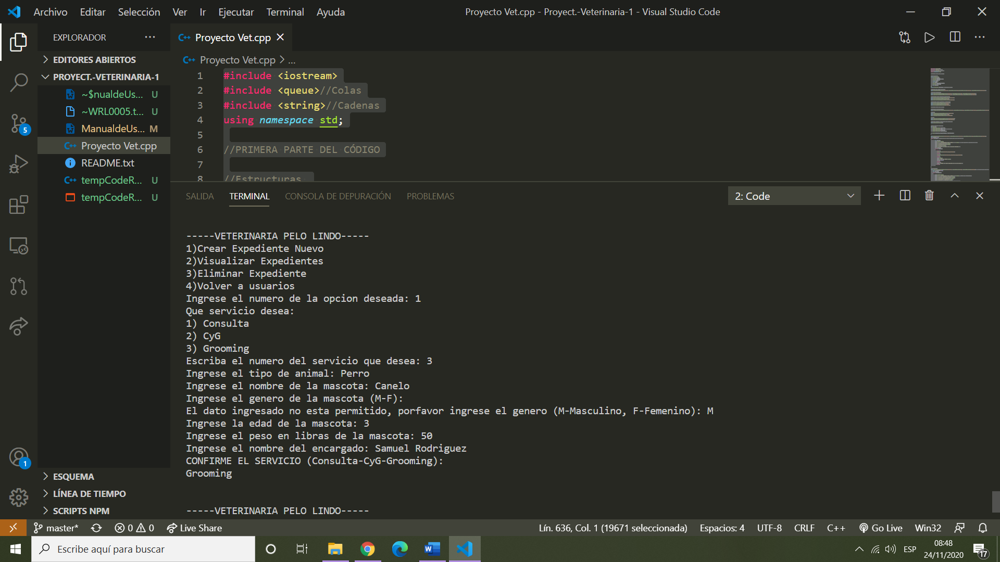 Archivo Editar Selección Ver Ir Ejecutar Terminal Ayuda
Proyecto Vet.cpp - Proyect.-Veterinaria-1 - Visual Studio Code
EXPLORADOR
EDITORES ABIERTOS
PROYECT.-VETERINARIA-1
~$nualdeUs... U
~WRL0005.t... U
ManualdeUs... M
Proyecto Vet.cpp
README.txt
tempCodeR... U
tempCodeR... U
ESQUEMA
LÍNEA DE TIEMPO
SCRIPTS NPM
5
1
Proyecto Vet.cpp
Proyecto Vet.cpp > ...
1 #include <iostream>
2 #include <queue>//Colas
3 #include <string>//Cadenas
4 using namespace std;
5
6 //PRIMERA PARTE DEL CÓDIGO
7
8 //Estructuras
SALIDA TERMINAL CONSOLA DE DEPURACIÓN PROBLEMAS
2: Code
-----VETERINARIA PELO LINDO-----
1)Crear Expediente Nuevo
2)Visualizar Expedientes
3)Eliminar Expediente
4)Volver a usuarios
Ingrese el numero de la opcion deseada: 1
Que servicio desea:
1) Consulta
2) CyG
3) Grooming
Escriba el numero del servicio que desea: 3
Ingrese el tipo de animal: Perro
Ingrese el nombre de la mascota: Canelo
Ingrese el genero de la mascota (M-F):
El dato ingresado no esta permitido, porfavor ingrese el genero (M-Masculino, F-Femenino): M
Ingrese la edad de la mascota: 3
Ingrese el peso en libras de la mascota: 50
Ingrese el nombre del encargado: Samuel Rodriguez
CONFIRME EL SERVICIO (Consulta-CyG-Grooming):
Grooming
-----VETERINARIA PELO LINDO-----
master* 0 0 Live Share
Lín. 636, Col. 1 (19671 seleccionada) Espacios: 4 UTF-8 CRLF C++ Go Live Win32
Escribe aquí para buscar
ESP
08:48
24/11/2020
17